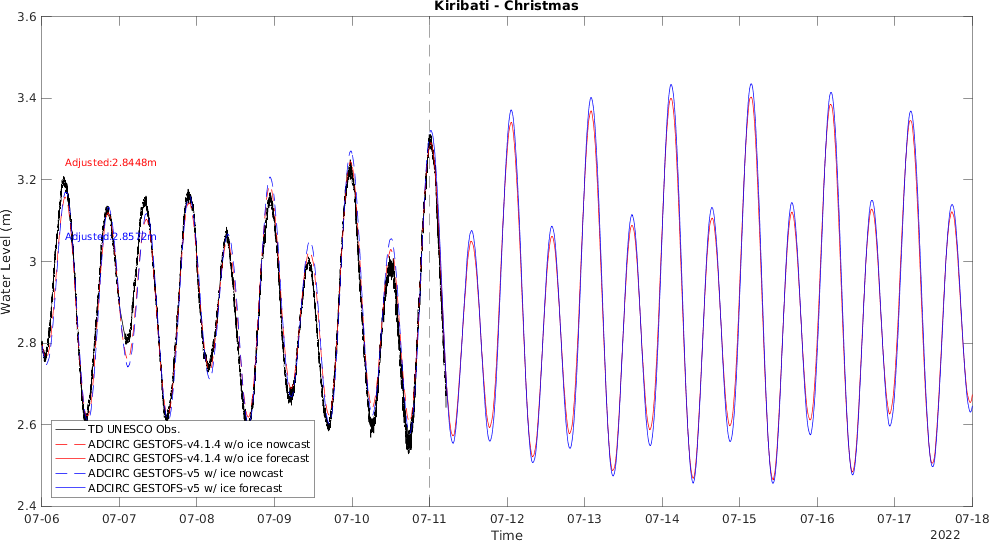 Kiribati - Christmas
3.6
3.4
3.2
3
2.8
2.6
2.4
Water Level (m)
Adjusted:2.8448m
Adjusted:2.8572m
TD UNESCO Obs.
ADCIRC GESTOFS-v4.1.4 w/o ice nowcast
ADCIRC GESTOFS-v4.1.4 w/o ice forecast
ADCIRC GESTOFS-v5 w/ ice nowcast
ADCIRC GESTOFS-v5 w/ ice forecast
07-06 07-07 07-08 07-09 07-10 07-11 07-12 07-13 07-14 07-15 07-16 07-17 07-18
Time
2022